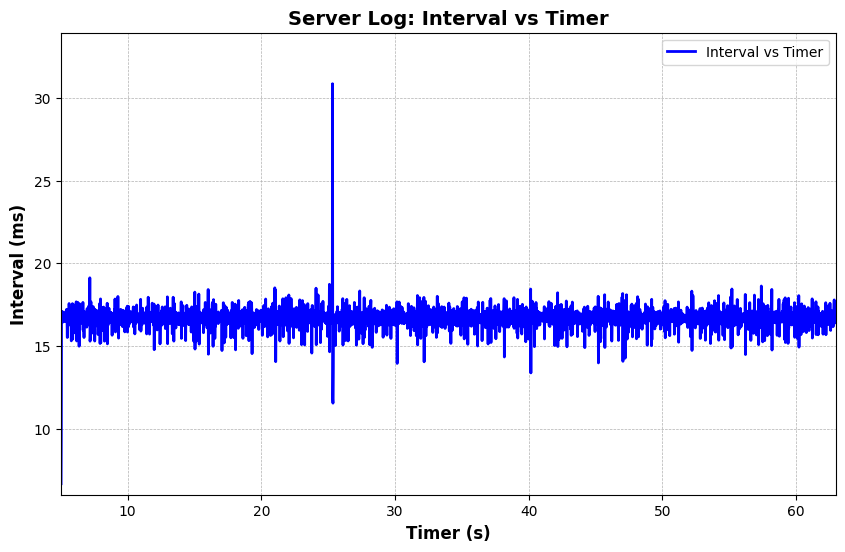 Server Log: Interval vs Timer
Interval vs Timer
30
25
20
15
10
Interval (ms)
10 20 30 40 50 60
Timer (s)